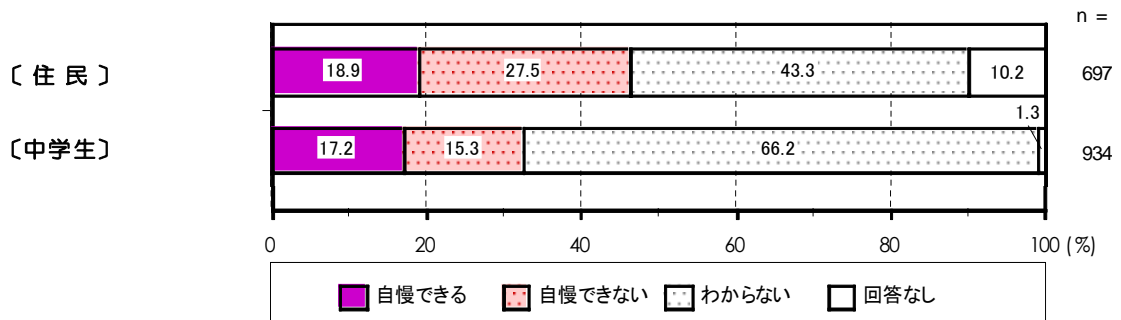 n =
〔 住 民 〕 18.9 27.5 43.3 10.2 697
1.3
〔中学生〕 17.2 15.3 66.2 934
0 20 40 60 80 100 (%)
自慢できる 自慢できない わからない 回答なし